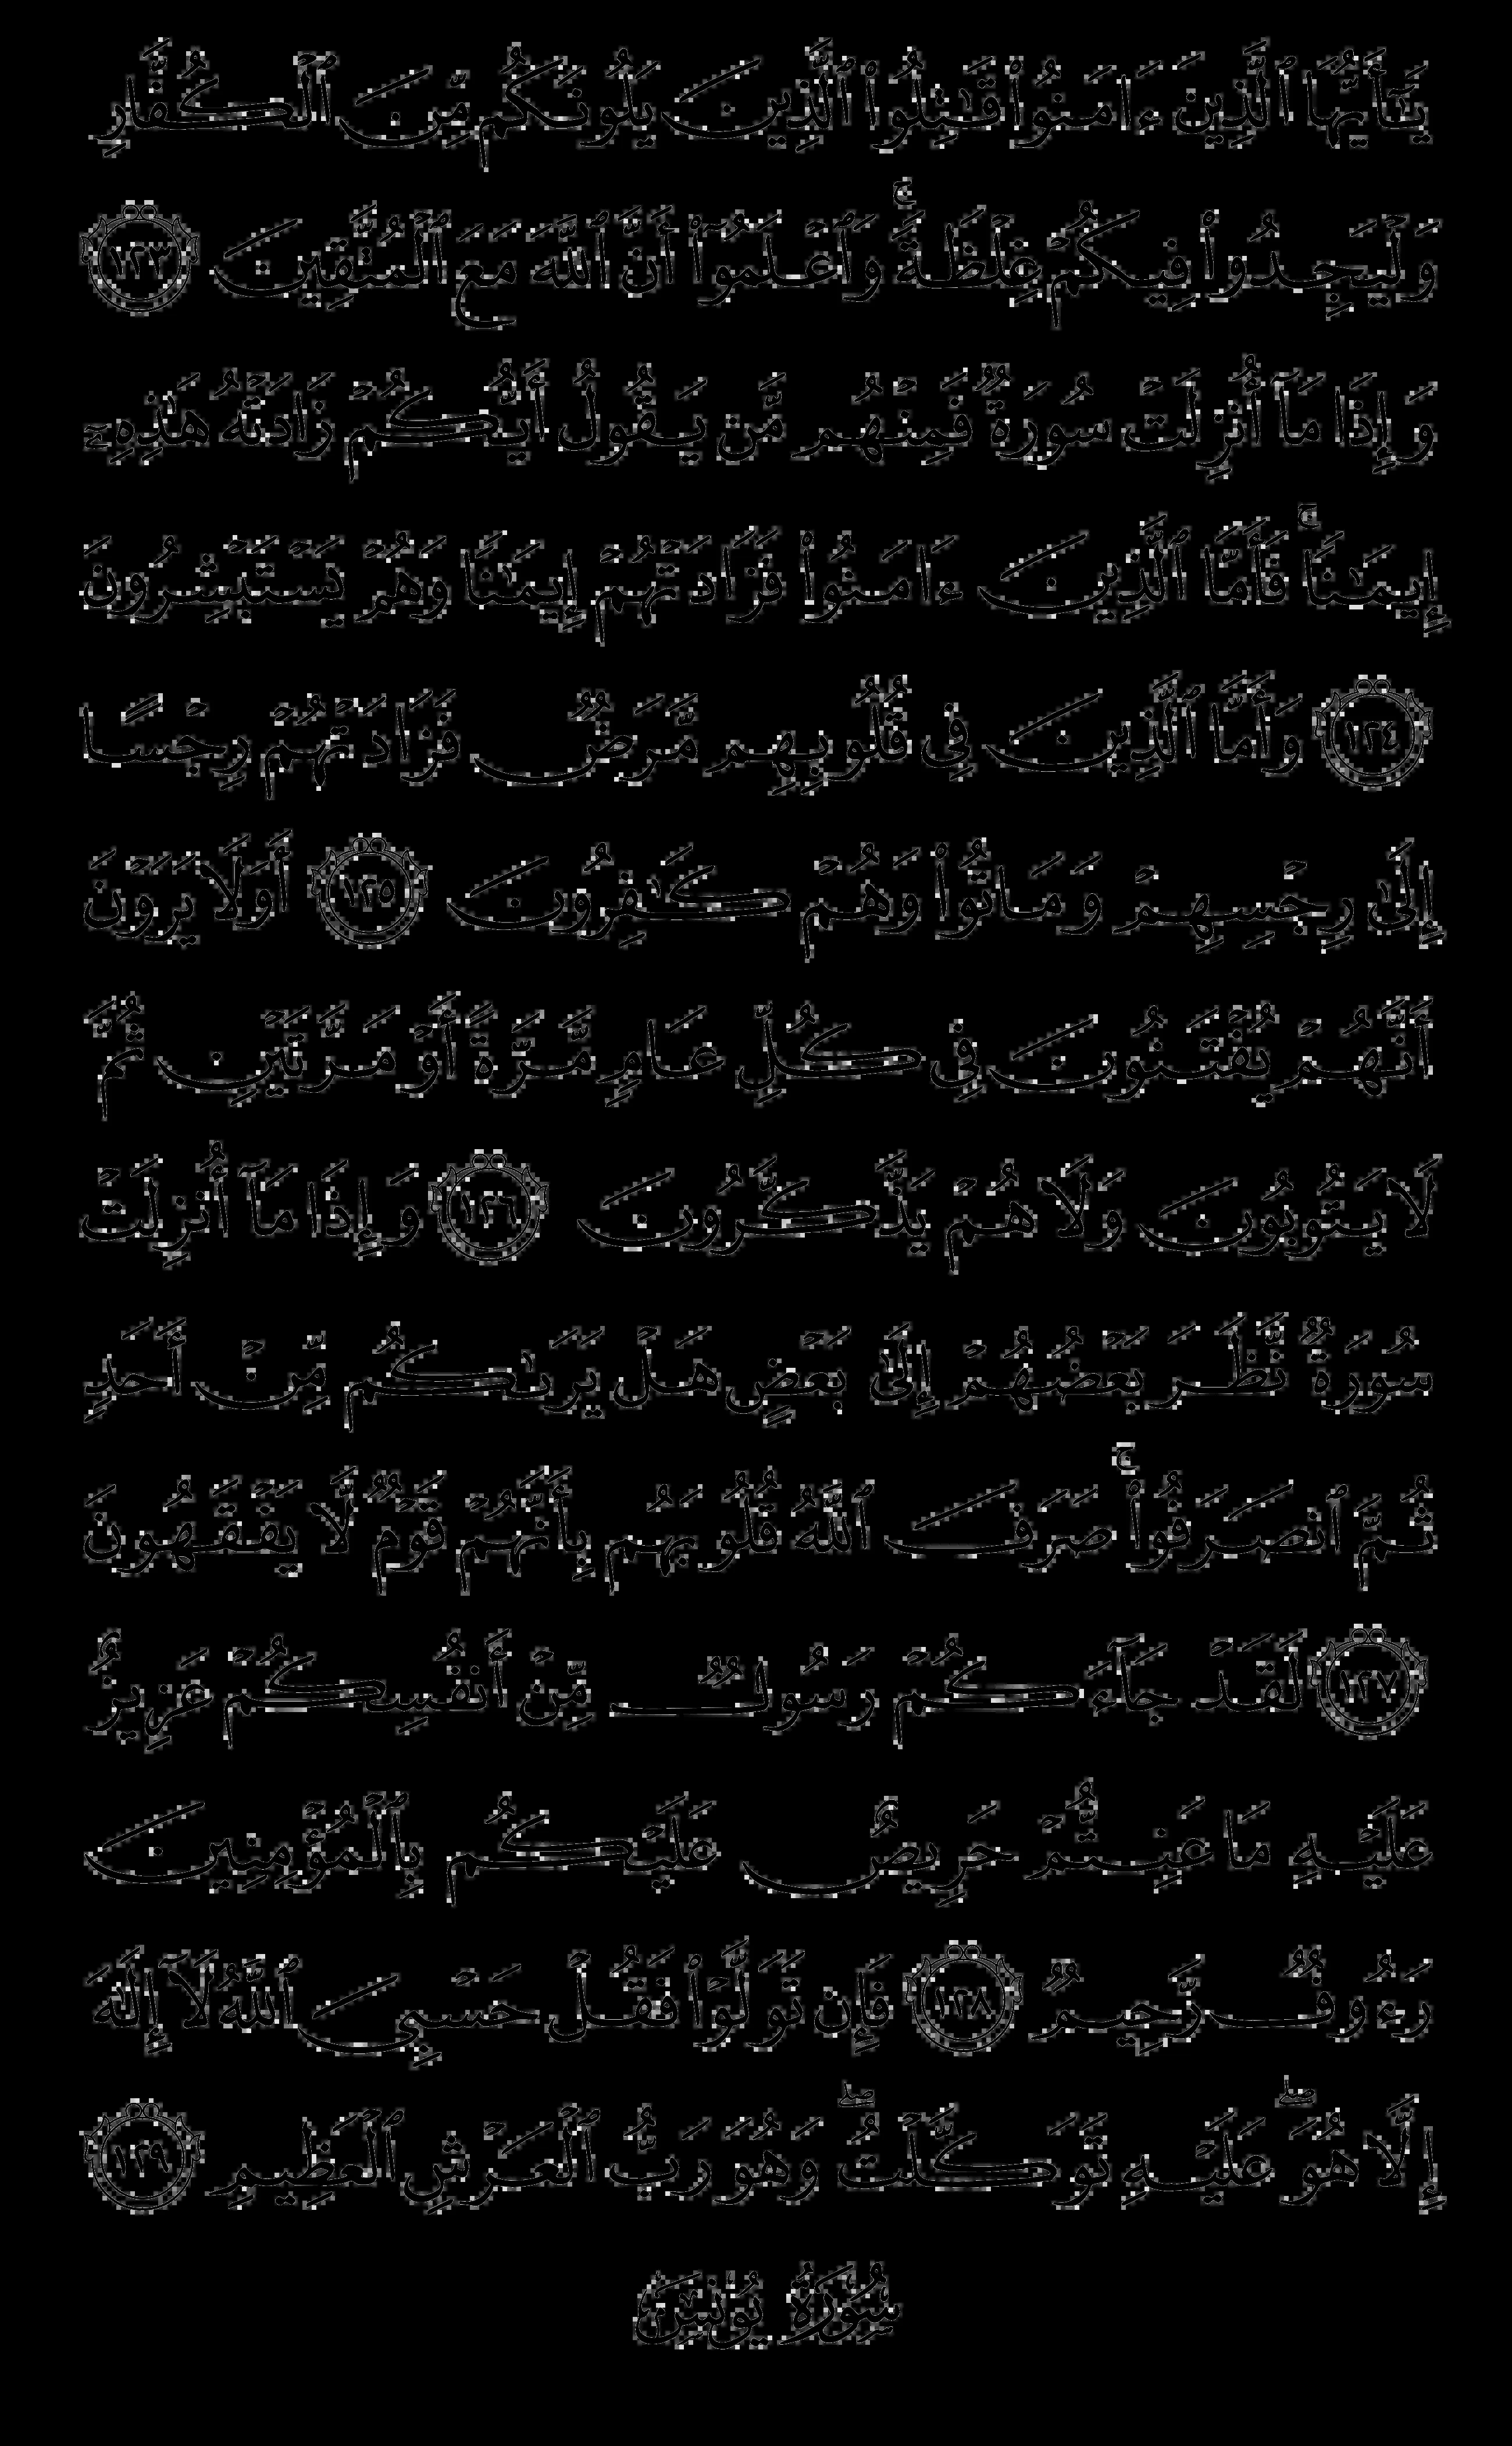 يَٰٓأَيُّهَا ٱلَّذِينَ ءَامَنُوا۟ قَٰتِلُوا۟ ٱلَّذِينَ يَلُونَكُم مِّنَ ٱلْكُفَّارِ
وَلْيَجِدُوا۟ فِيكُمْ غِلْظَةً ۚ وَٱعْلَمُوٓا۟ أَنَّ ٱللَّهَ مَعَ ٱلْمُتَّقِينَ ١٢٣
وَإِذَا مَآ أُنزِلَتْ سُورَةٌ فَمِنْهُم مَّن يَقُولُ أَيُّكُمْ زَادَتْهُ هَٰذِهِۦٓ
إِيمَٰنًا ۚ فَأَمَّا ٱلَّذِينَ ءَامَنُوا۟ فَزَادَتْهُمْ إِيمَٰنًا وَهُمْ يَسْتَبْشِرُونَ
١٢٤ وَأَمَّا ٱلَّذِينَ فِى قُلُوبِهِم مَّرَضٌ فَزَادَتْهُمْ رِجْسًا
إِلَىٰ رِجْسِهِمْ وَمَاتُوا۟ وَهُمْ كَٰفِرُونَ ١٢٥ أَوَلَا يَرَوْنَ
أَنَّهُمْ يُفْتَنُونَ فِى كُلِّ عَامٍ مَّرَّةً أَوْ مَرَّتَيْنِ ثُمَّ
لَا يَتُوبُونَ وَلَا هُمْ يَذَّكَّرُونَ ١٢٦ وَإِذَا مَآ أُنزِلَتْ
سُورَةٌ نَّظَرَ بَعْضُهُمْ إِلَىٰ بَعْضٍ هَلْ يَرَىٰكُم مِّنْ أَحَدٍ
ثُمَّ ٱنصَرَفُوا۟ ۚ صَرَفَ ٱللَّهُ قُلُوبَهُم بِأَنَّهُمْ قَوْمٌ لَّا يَفْقَهُونَ
١٢٧ لَقَدْ جَآءَكُمْ رَسُولٌ مِّنْ أَنفُسِكُمْ عَزِيزٌ
عَلَيْهِ مَا عَنِتُّمْ حَرِيصٌ عَلَيْكُم بِٱلْمُؤْمِنِينَ
رَءُوفٌ رَّحِيمٌ ١٢٨ فَإِن تَوَلَّوْا۟ فَقُلْ حَسْبِىَ ٱللَّهُ لَآ إِلَٰهَ
إِلَّا هُوَ ۖ عَلَيْهِ تَوَكَّلْتُ ۖ وَهُوَ رَبُّ ٱلْعَرْشِ ٱلْعَظِيمِ ١٢٩
سُورَةُ يُونُسَ